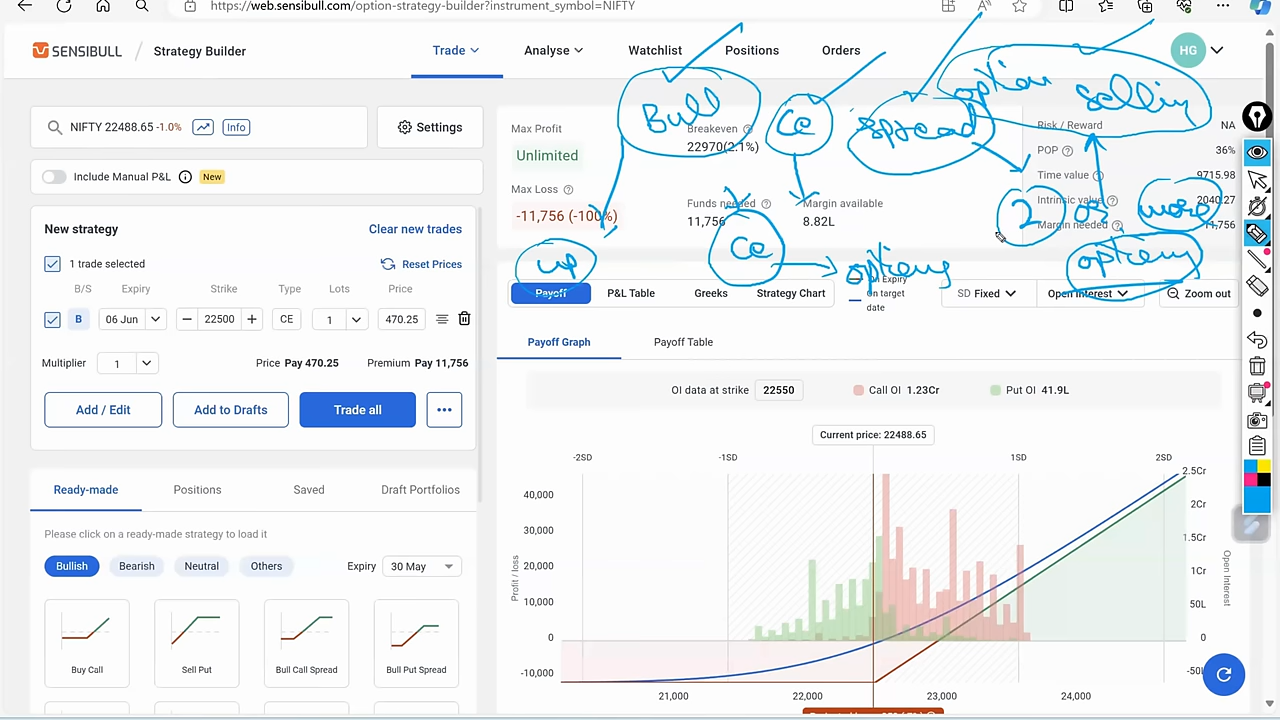 https://web.sensibull.com/option-strategy-builder?instrument_symbol=NIFTY
SENSIBULL / Strategy Builder
Trade Analyse Watchlist Positions Orders
HG
Bull Ce spread option selling
2 or more options
up Ce options
NIFTY 22488.65 -1.0% Info
Settings
Include Manual P&L New
Max Profit
Unlimited
Max Loss
-11,756 (-100%)
Breakeven
22970(2.1%)
Funds needed
11,756
Margin available
8.82L
Risk / Reward NA
POP 36%
Time value 9715.98
Intrinsic value 2040.27
Margin needed 11,756
New strategy Clear new trades
1 trade selected Reset Prices
B/S Expiry Strike Type Lots Price
B 06 Jun 22500 CE 1 470.25
Multiplier 1 Price Pay 470.25 Premium Pay 11,756
Add / Edit Add to Drafts Trade all
Ready-made Positions Saved Draft Portfolios
Please click on a ready-made strategy to load it
Bullish Bearish Neutral Others Expiry 30 May
Buy Call Sell Put Bull Call Spread Bull Put Spread
Payoff P&L Table Greeks Strategy Chart
On Expiry
On target
date
SD Fixed Open Interest Zoom out
Payoff Graph Payoff Table
OI data at strike 22550 Call OI 1.23Cr Put OI 41.9L
Current price: 22488.65
-2SD -1SD 1SD 2SD
40,000
30,000
20,000
10,000
0
-10,000
Profit / loss
2.5Cr
2Cr
1.5Cr
1Cr
50L
0
-50L
Open Interest
21,000 22,000 23,000 24,000